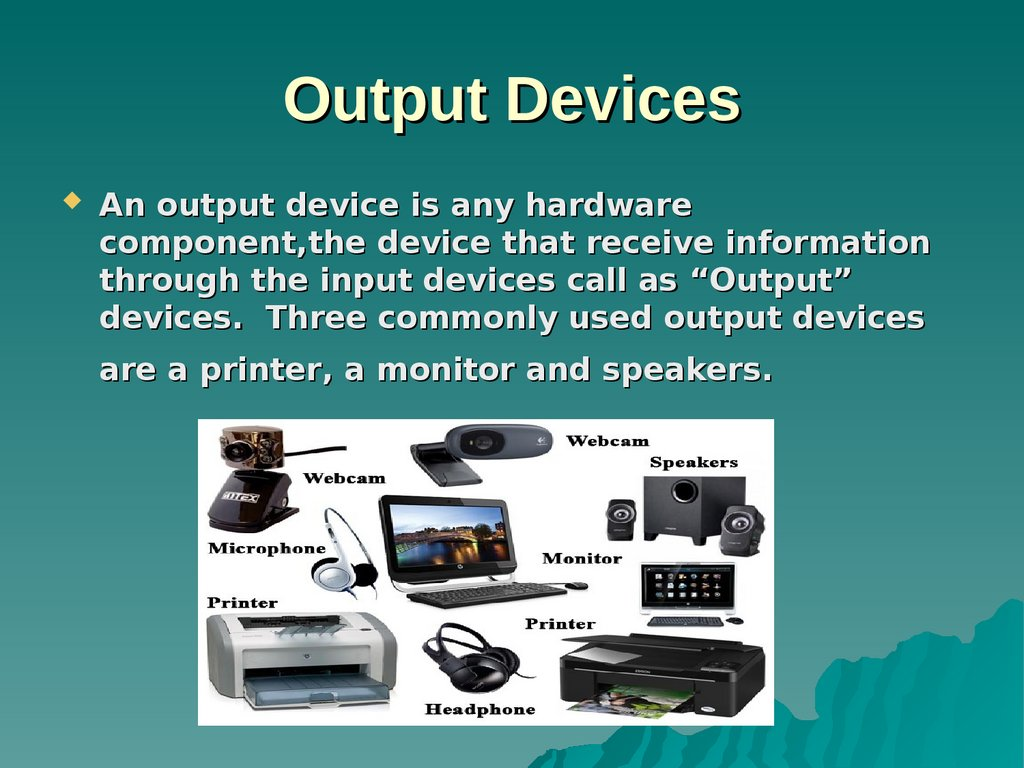 Output Devices
An output device is any hardware
component,the device that receive information
through the input devices call as “Output”
devices.  Three commonly used output devices
are a printer, a monitor and speakers.
Webcam
Speakers
Webcam
Microphone
Monitor
Printer
Printer
Headphone
EPSON